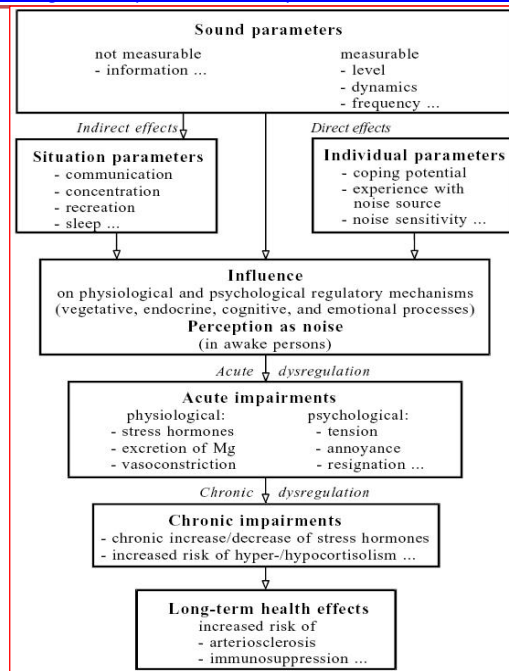 Sound parameters
not measurable
- information ...
measurable
- level
- dynamics
- frequency ...
Indirect effects
Direct effects
Situation parameters
- communication
- concentration
- recreation
- sleep ...
Individual parameters
- coping potential
- experience with
noise source
- noise sensitivity ...
Influence
on physiological and psychological regulatory mechanisms
(vegetative, endocrine, cognitive, and emotional processes)
Perception as noise
(in awake persons)
Acute dysregulation
Acute impairments
physiological:
- stress hormones
- excretion of Mg
- vasoconstriction
psychological:
- tension
- annoyance
- resignation ...
Chronic dysregulation
Chronic impairments
- chronic increase/decrease of stress hormones
- increased risk of hyper-/hypocortisolism ...
Long-term health effects
increased risk of
- arteriosclerosis
- immunosuppression ...